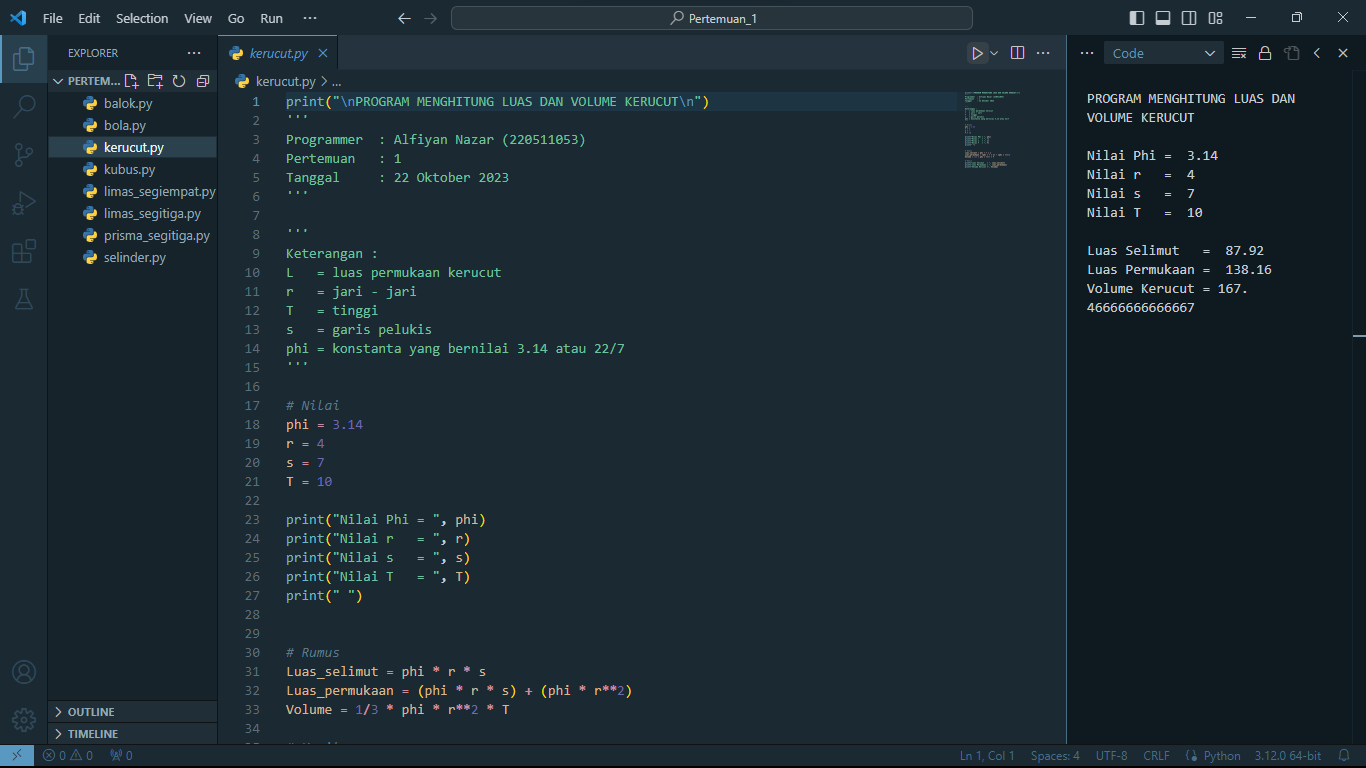 File Edit Selection View Go Run ··· Pertemuan_1
EXPLORER ···
PERTEM...
balok.py
bola.py
kerucut.py
kubus.py
limas_segiempat.py
limas_segitiga.py
prisma_segitiga.py
selinder.py
OUTLINE
TIMELINE
kerucut.py
kerucut.py > ...
1 print("\nPROGRAM MENGHITUNG LUAS DAN VOLUME KERUCUT\n")
2 '''
3 Programmer  : Alfiyan Nazar (220511053)
4 Pertemuan   : 1
5 Tanggal     : 22 Oktober 2023
6 '''
7
8 '''
9 Keterangan :
10 L   = luas permukaan kerucut
11 r   = jari - jari
12 T   = tinggi
13 s   = garis pelukis
14 phi = konstanta yang bernilai 3.14 atau 22/7
15 '''
16
17 # Nilai
18 phi = 3.14
19 r = 4
20 s = 7
21 T = 10
22
23 print("Nilai Phi = ", phi)
24 print("Nilai r   = ", r)
25 print("Nilai s   = ", s)
26 print("Nilai T   = ", T)
27 print(" ")
28
29
30 # Rumus
31 Luas_selimut = phi * r * s
32 Luas_permukaan = (phi * r * s) + (phi * r**2)
33 Volume = 1/3 * phi * r**2 * T
34
Code
PROGRAM MENGHITUNG LUAS DAN
VOLUME KERUCUT
Nilai Phi =  3.14
Nilai r   =  4
Nilai s   =  7
Nilai T   =  10
Luas Selimut   =  87.92
Luas Permukaan =  138.16
Volume Kerucut = 167.
46666666666667
0 0 0 Ln 1, Col 1 Spaces: 4 UTF-8 CRLF Python 3.12.0 64-bit